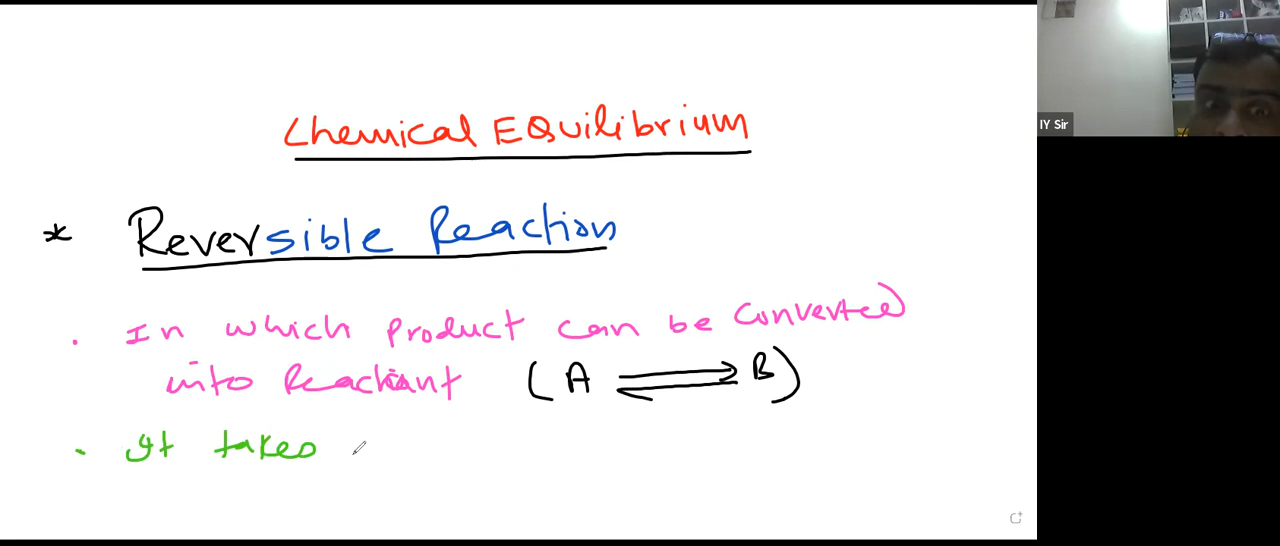 Chemical EQuilibrium
* Reversible Reaction
. In which product can be converted
into Reactant (A ⇌ B)
. It takes
IY Sir